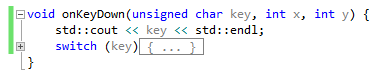 void onKeyDown(unsigned char key, int x, int y) {
std::cout << key << std::endl;
switch (key){ ... }
}